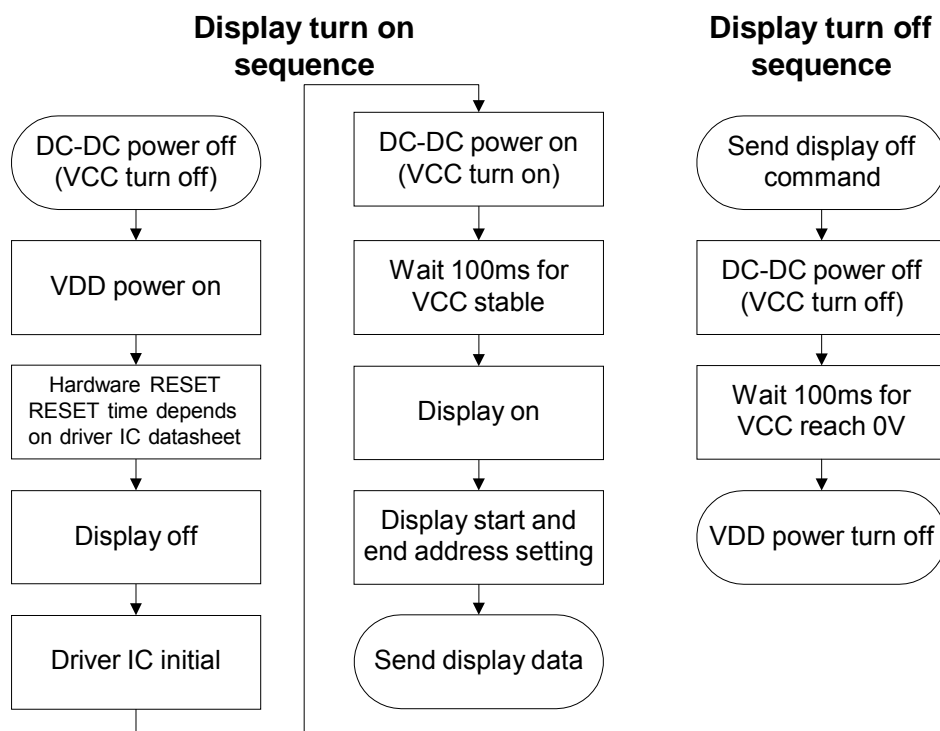 Display turn on
sequence
DC-DC power off
(VCC turn off)
VDD power on
Hardware RESET
RESET time depends
on driver IC datasheet
Display off
Driver IC initial
DC-DC power on
(VCC turn on)
Wait 100ms for
VCC stable
Display on
Display start and
end address setting
Send display data
Display turn off
sequence
Send display off
command
DC-DC power off
(VCC turn off)
Wait 100ms for
VCC reach 0V
VDD power turn off